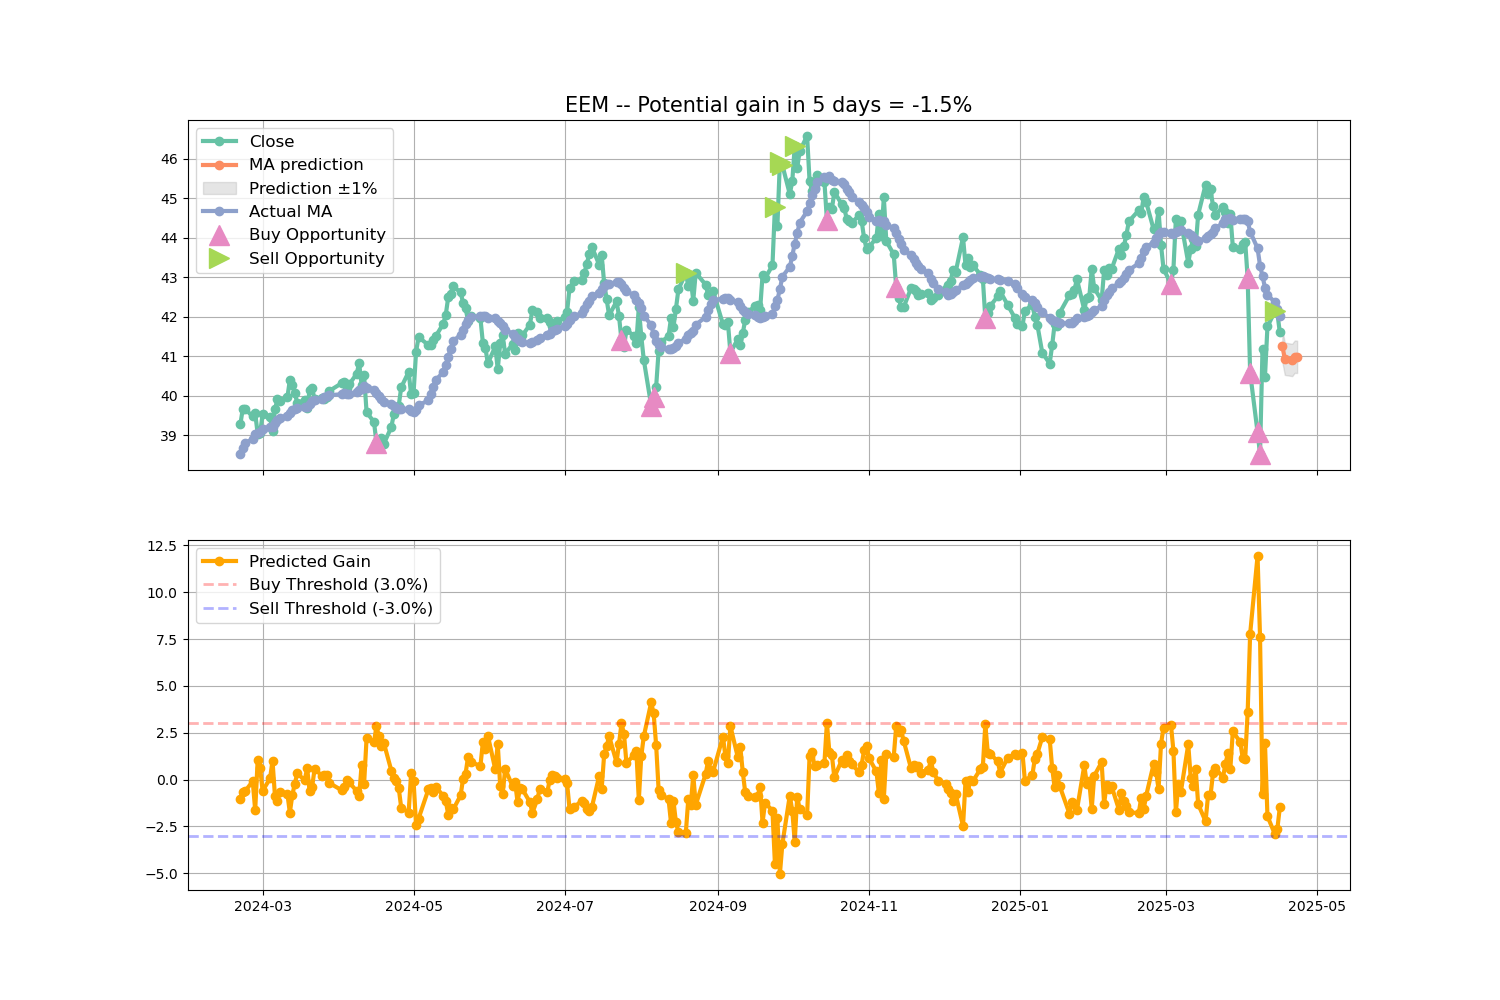 EEM -- Potential gain in 5 days = -1.5%
Close
MA prediction
Prediction ±1%
Actual MA
Buy Opportunity
Sell Opportunity
46
45
44
43
42
41
40
39
12.5
10.0
7.5
5.0
2.5
0.0
−2.5
−5.0
Predicted Gain
Buy Threshold (3.0%)
Sell Threshold (-3.0%)
2024-03 2024-05 2024-07 2024-09 2024-11 2025-01 2025-03 2025-05